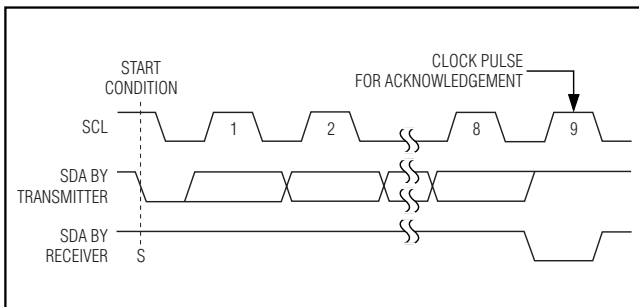 START
CONDITION
CLOCK PULSE
FOR ACKNOWLEDGEMENT
SCL
1
2
8
9
SDA BY
TRANSMITTER
SDA BY
RECEIVER
S